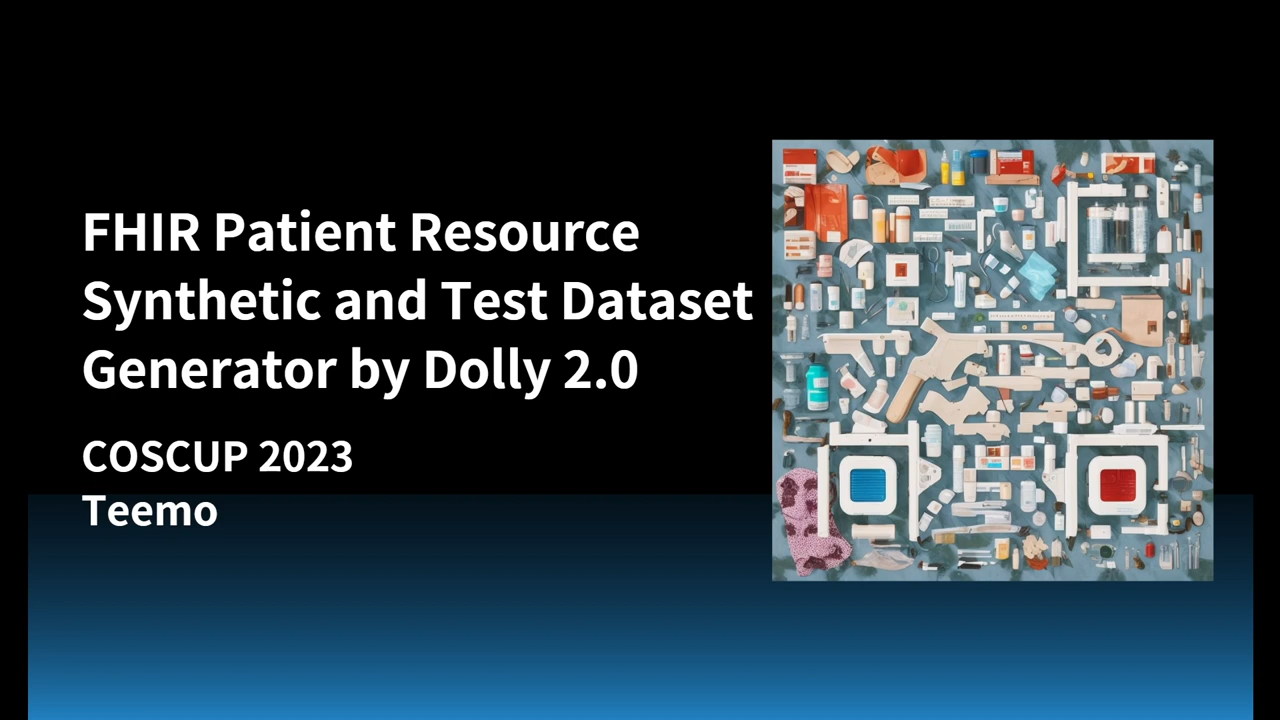 FHIR Patient Resource
Synthetic and Test Dataset
Generator by Dolly 2.0
COSCUP 2023
Teemo